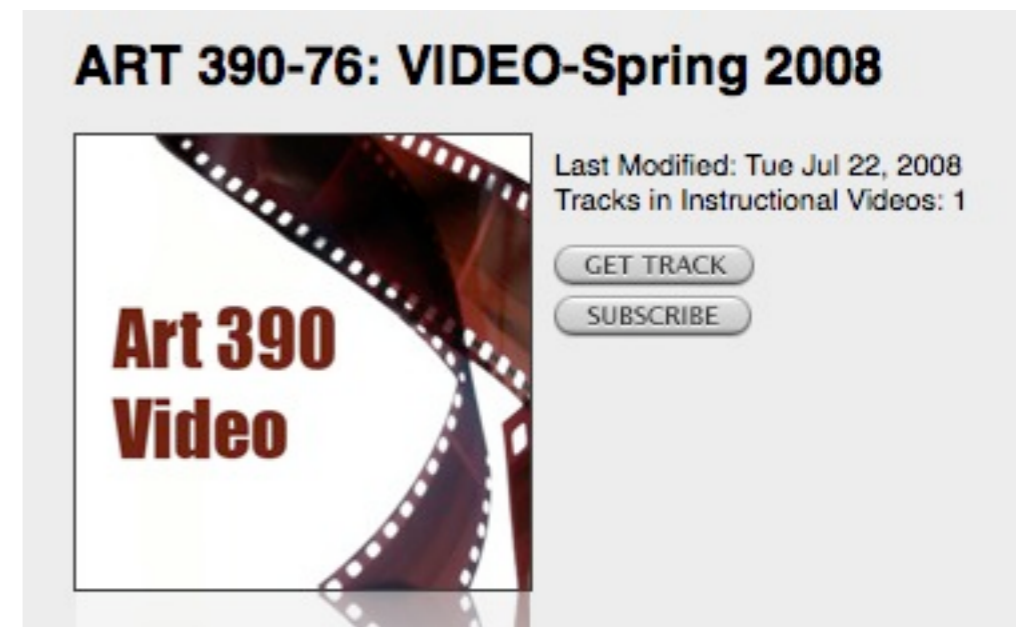 ART 390-76: VIDEO-Spring 2008
Last Modified: Tue Jul 22, 2008
Tracks in Instructional Videos: 1
GET TRACK
SUBSCRIBE
Art 390
Video